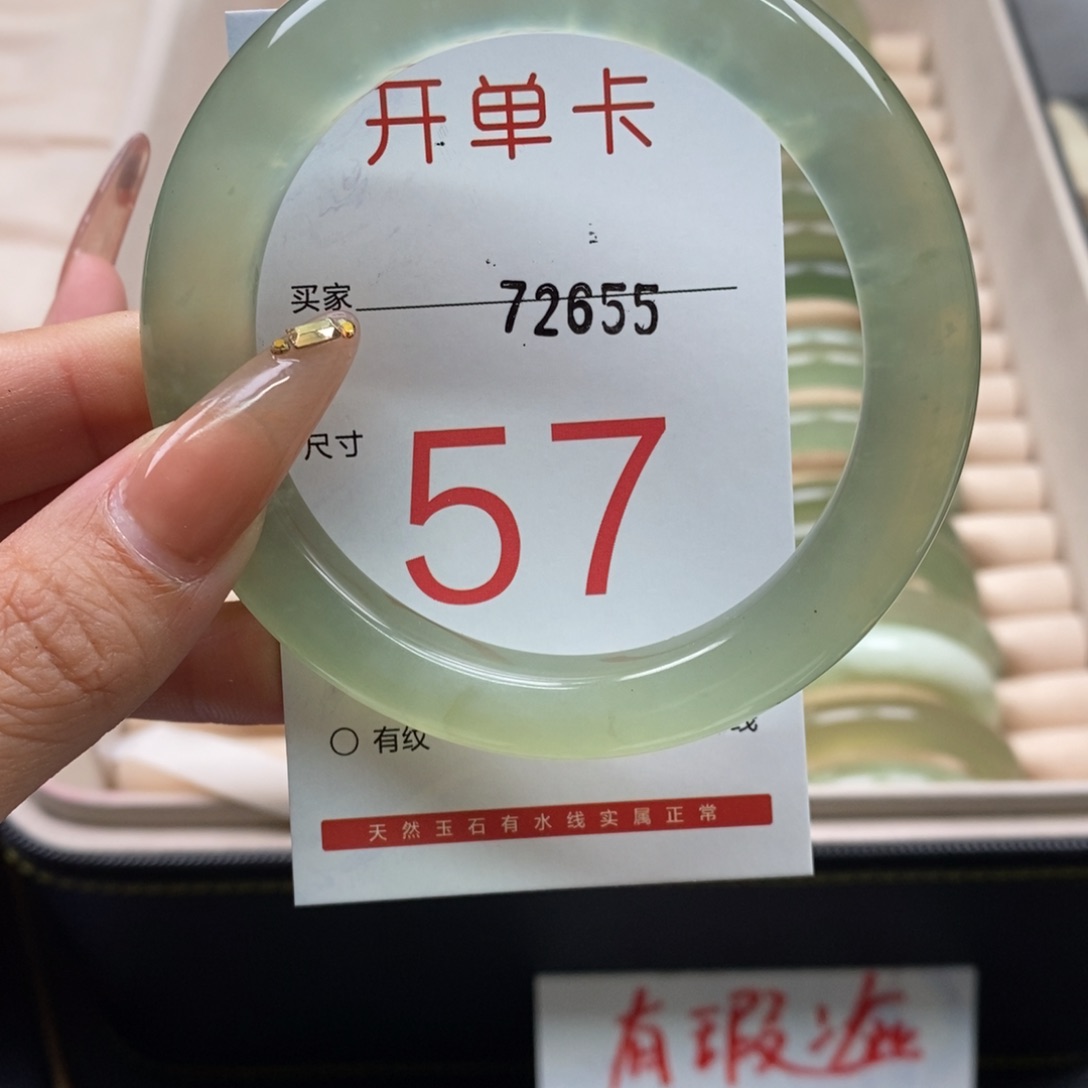 开单卡
买家 72655
尺寸 57
○ 有纹 线
天然玉石有水线实属正常
有瑕